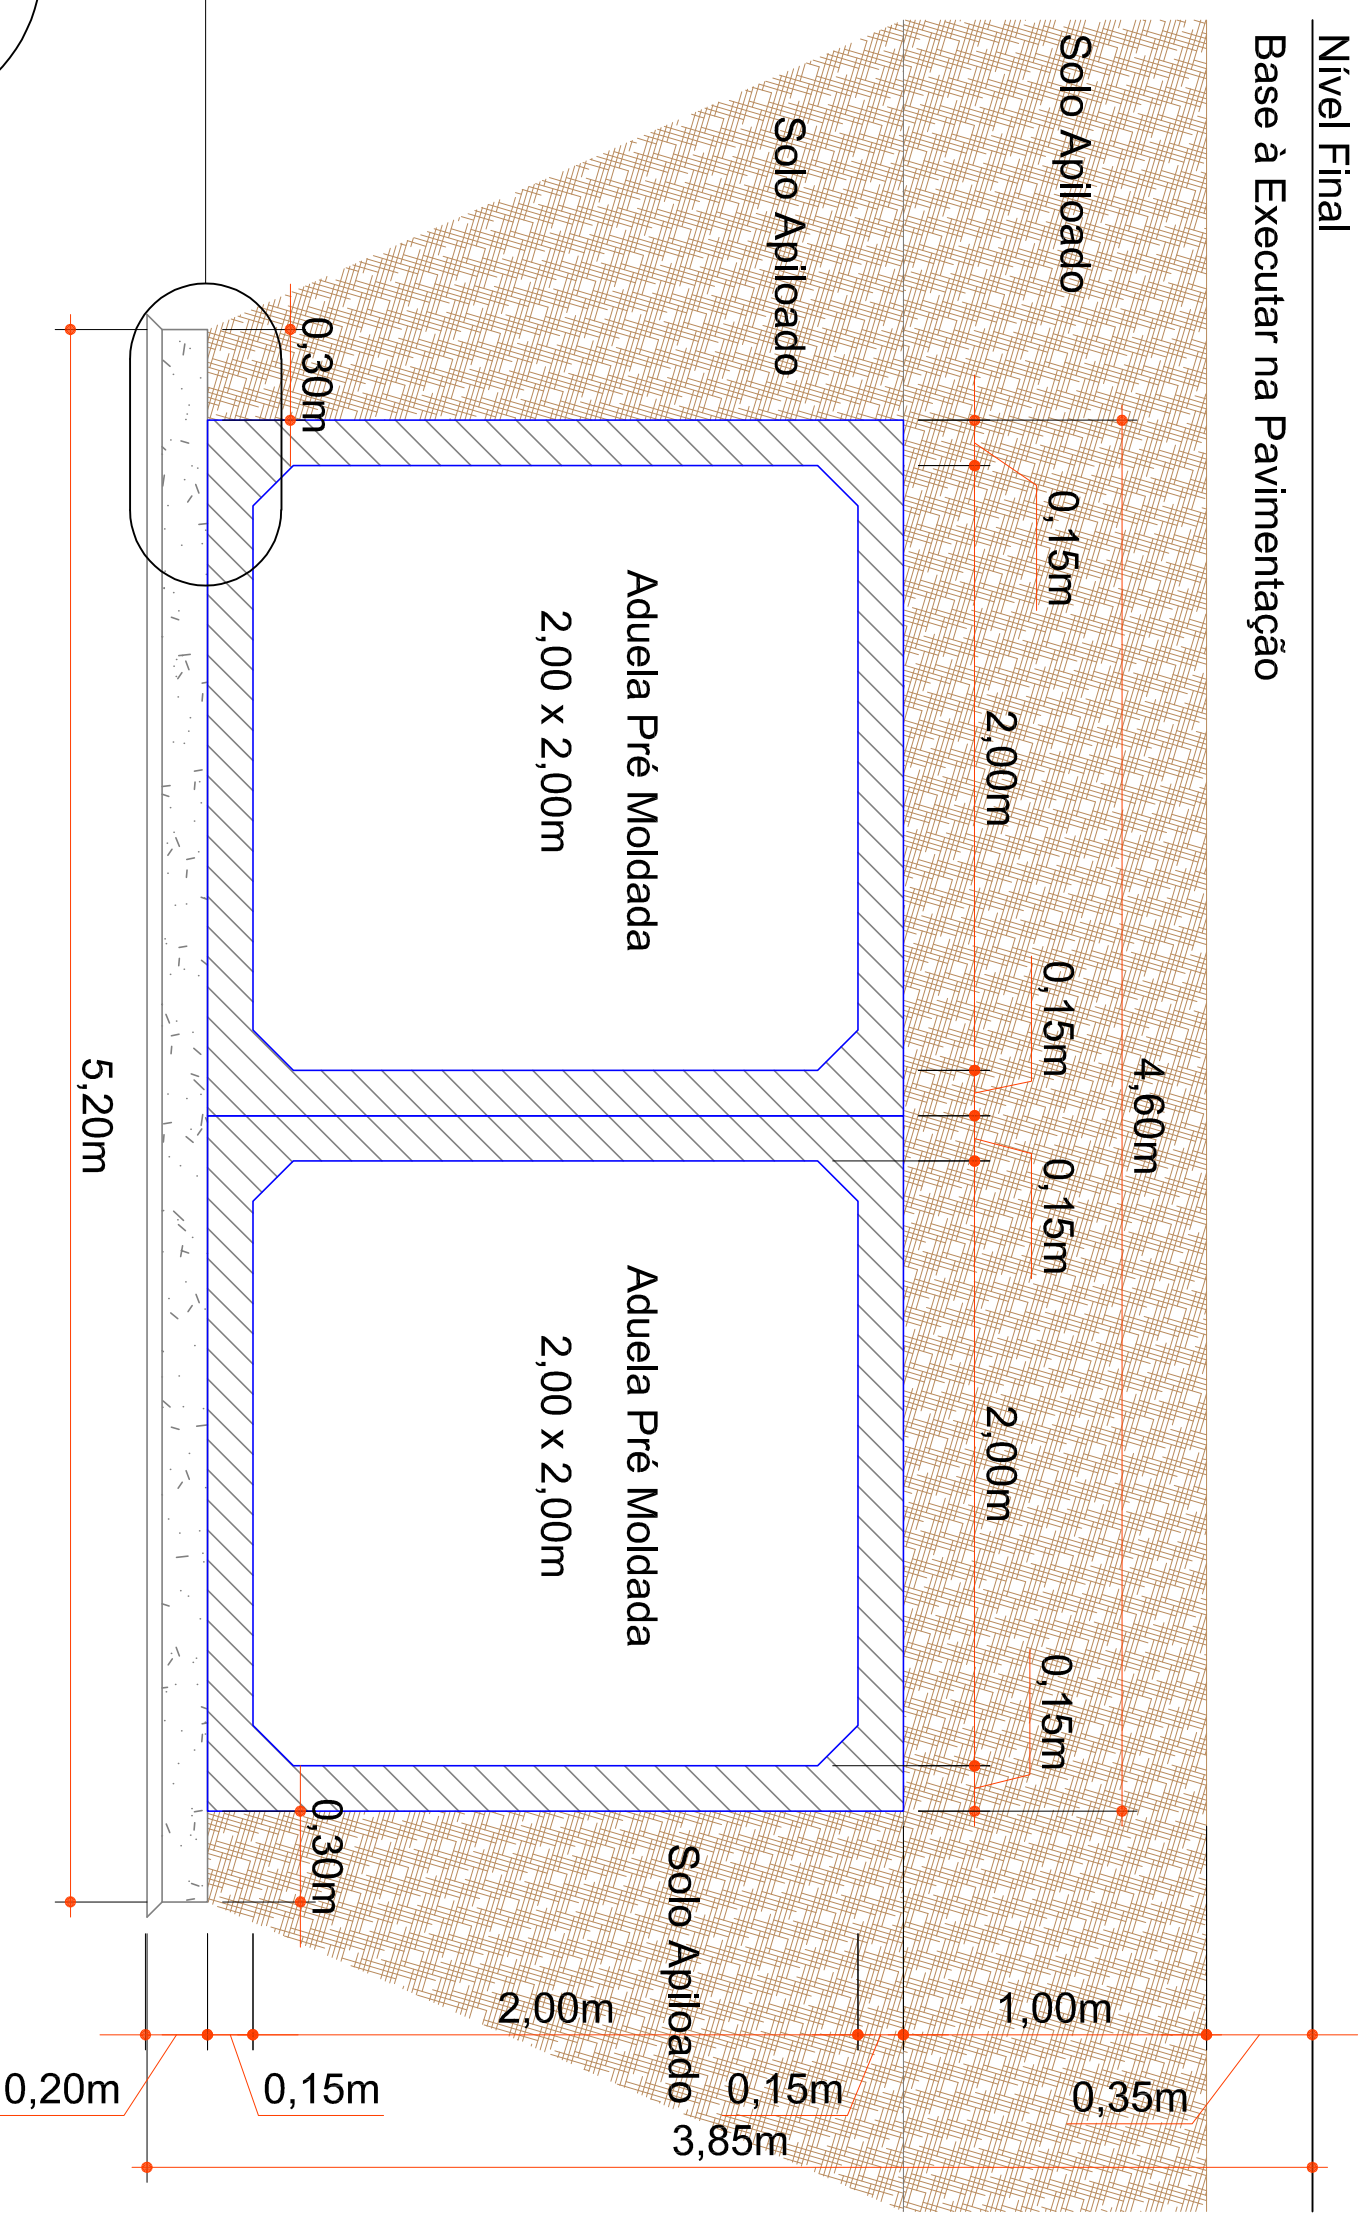 Nível Final
Base à Executar na Pavimentação
Solo Apiloado
4,60m
0,15m
0,15m
0,15m
0,15m
2,00m
2,00m
Solo Apiloado
Solo Apiloado
Aduela Pré Moldada
2,00 x 2,00m
Aduela Pré Moldada
2,00 x 2,00m
0,30m
0,30m
5,20m
0,35m
1,00m
0,15m
2,00m
0,15m
0,20m
3,85m